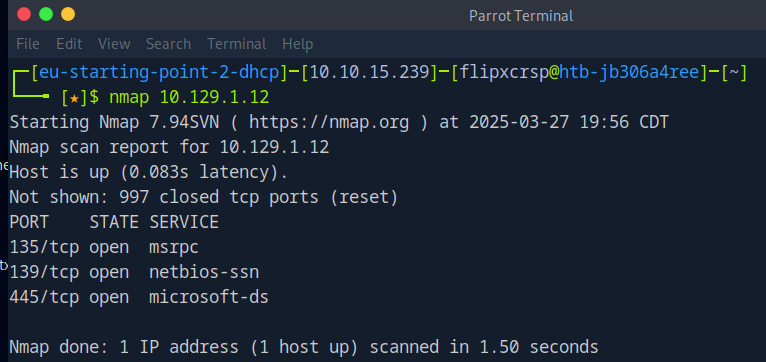 Parrot Terminal
File Edit View Search Terminal Help
┌─[eu-starting-point-2-dhcp]─[10.10.15.239]─[flipxcrsp@htb-jb306a4ree]─[~]
└──╼ [★]$ nmap 10.129.1.12
Starting Nmap 7.94SVN ( https://nmap.org ) at 2025-03-27 19:56 CDT
Nmap scan report for 10.129.1.12
Host is up (0.083s latency).
Not shown: 997 closed tcp ports (reset)
PORT    STATE SERVICE
135/tcp open  msrpc
139/tcp open  netbios-ssn
445/tcp open  microsoft-ds
Nmap done: 1 IP address (1 host up) scanned in 1.50 seconds